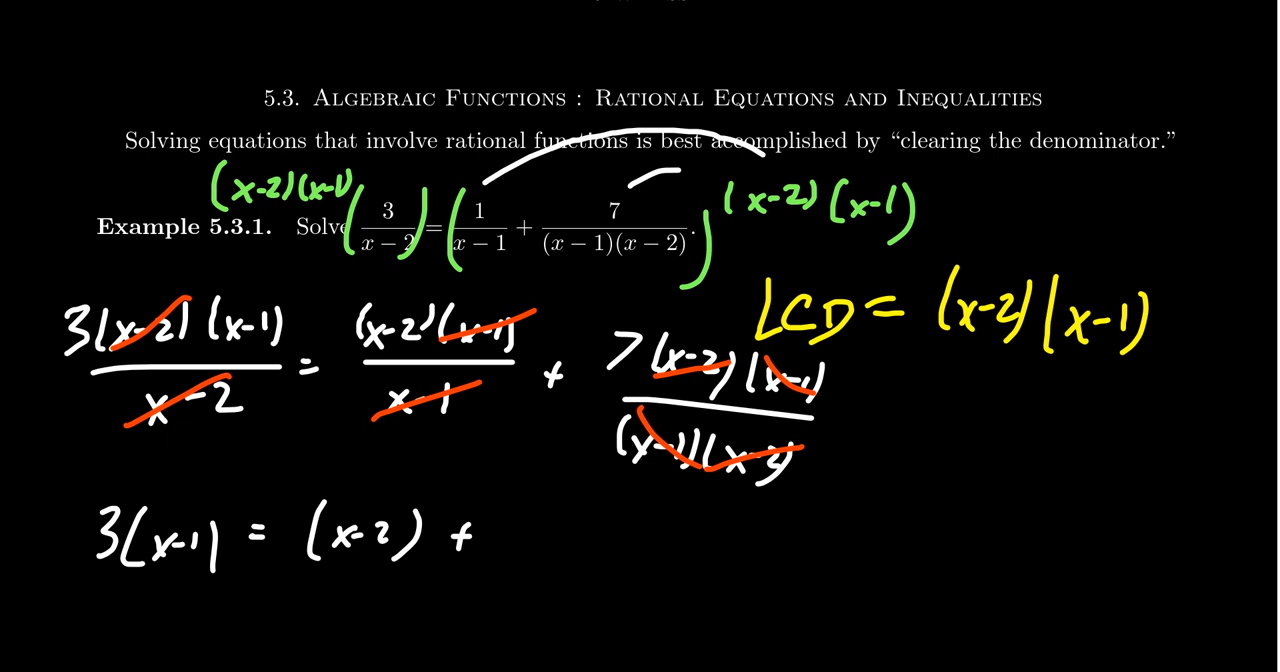 5.3. ALGEBRAIC FUNCTIONS : RATIONAL EQUATIONS AND INEQUALITIES
Solving equations that involve rational functions is best accomplished by “clearing the denominator.”
(x-2)(x-1) (x-2)(x-1)
Example 5.3.1. Solve (3/(x − 2)) = (1/(x − 1) + 7/((x − 1)(x − 2))).
LCD = (x-2)(x-1)
3(x-2)(x-1)/(x-2) = (x-2)(x-1)/(x-1) + 7(x-2)(x-1)/((x-1)(x-2))
3(x-1) = (x-2) +